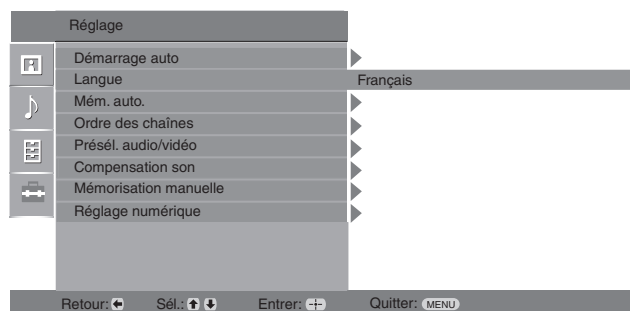 Réglage
Démarrage auto
Langue Français
Mém. auto.
Ordre des chaînes
Présél. audio/vidéo
Compensation son
Mémorisation manuelle
Réglage numérique
Retour: Sél.: Entrer: Quitter: MENU